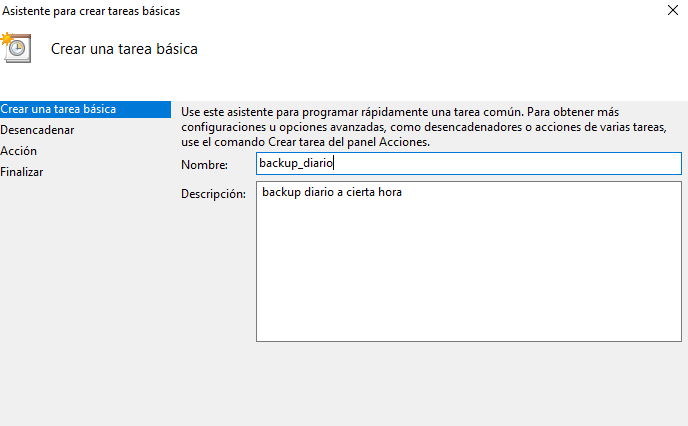 Asistente para crear tareas básicas
Crear una tarea básica
Crear una tarea básica
Desencadenar
Acción
Finalizar
Use este asistente para programar rápidamente una tarea común. Para obtener más
configuraciones u opciones avanzadas, como desencadenadores o acciones de varias tareas,
use el comando Crear tarea del panel Acciones.
Nombre: backup_diario
Descripción: backup diario a cierta hora